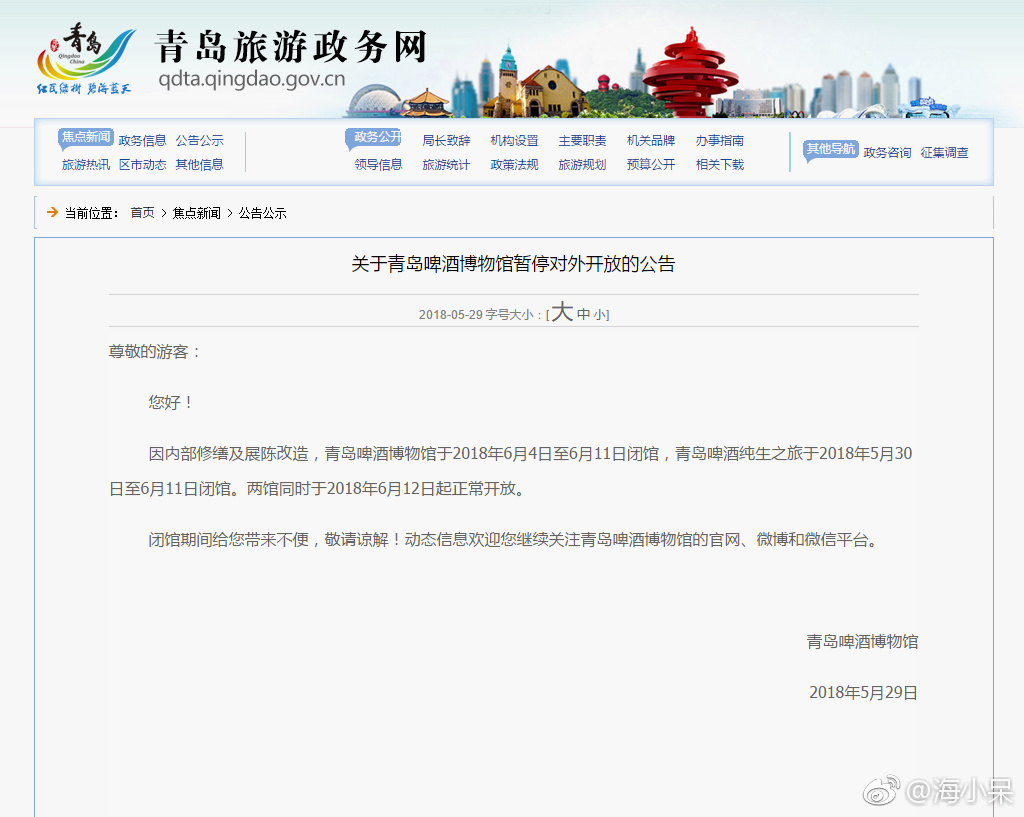 青岛
Qingdao
China
红瓦绿树 碧海蓝天
青岛旅游政务网
qdta.qingdao.gov.cn
焦点新闻 政务信息 公告公示 政务公开 局长致辞 机构设置 主要职责 机关品牌 办事指南 其他导航 政务咨询 征集调查
旅游热讯 区市动态 其他信息 领导信息 旅游统计 政策法规 旅游规划 预算公开 相关下载
当前位置： 首页 > 焦点新闻 > 公告公示
关于青岛啤酒博物馆暂停对外开放的公告
2018-05-29 字号大小：[大 中 小]
尊敬的游客：
您好！
因内部修缮及展陈改造，青岛啤酒博物馆于2018年6月4日至6月11日闭馆，青岛啤酒纯生之旅于2018年5月30
日至6月11日闭馆。两馆同时于2018年6月12日起正常开放。
闭馆期间给您带来不便，敬请谅解！动态信息欢迎您继续关注青岛啤酒博物馆的官网、微博和微信平台。
青岛啤酒博物馆
2018年5月29日
@海小呆